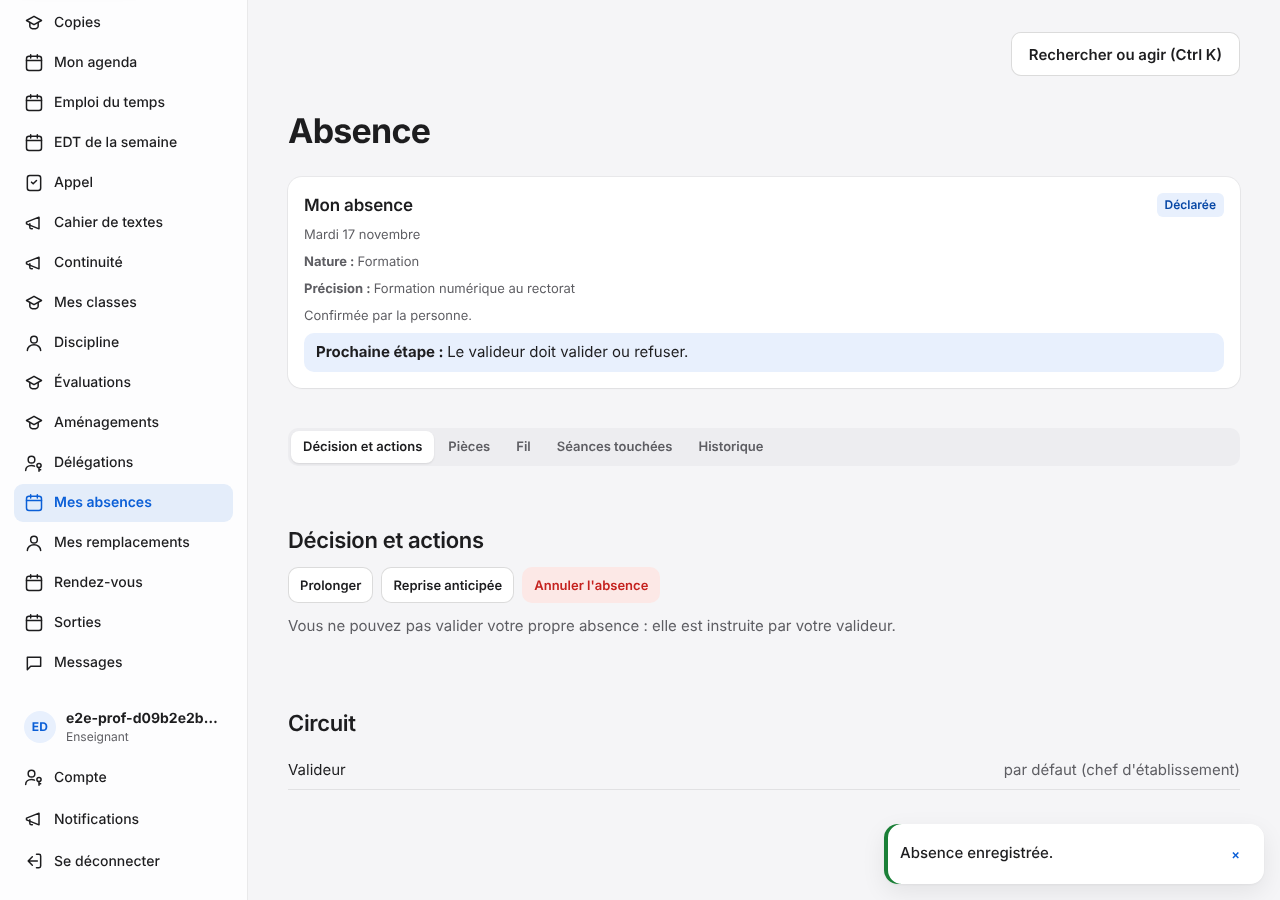 Copies
Mon agenda
Emploi du temps
EDT de la semaine
Appel
Cahier de textes
Continuité
Mes classes
Discipline
Évaluations
Aménagements
Délégations
Mes absences
Mes remplacements
Rendez-vous
Sorties
Messages
ED
e2e-prof-d09b2e2b...
Enseignant
Compte
Notifications
Se déconnecter
Rechercher ou agir (Ctrl K)
Absence
Mon absence
Déclarée
Mardi 17 novembre
Nature : Formation
Précision : Formation numérique au rectorat
Confirmée par la personne.
Prochaine étape : Le valideur doit valider ou refuser.
Décision et actions
Pièces
Fil
Séances touchées
Historique
Décision et actions
Prolonger
Reprise anticipée
Annuler l'absence
Vous ne pouvez pas valider votre propre absence : elle est instruite par votre valideur.
Circuit
Valideur
par défaut (chef d'établissement)
Absence enregistrée.
×